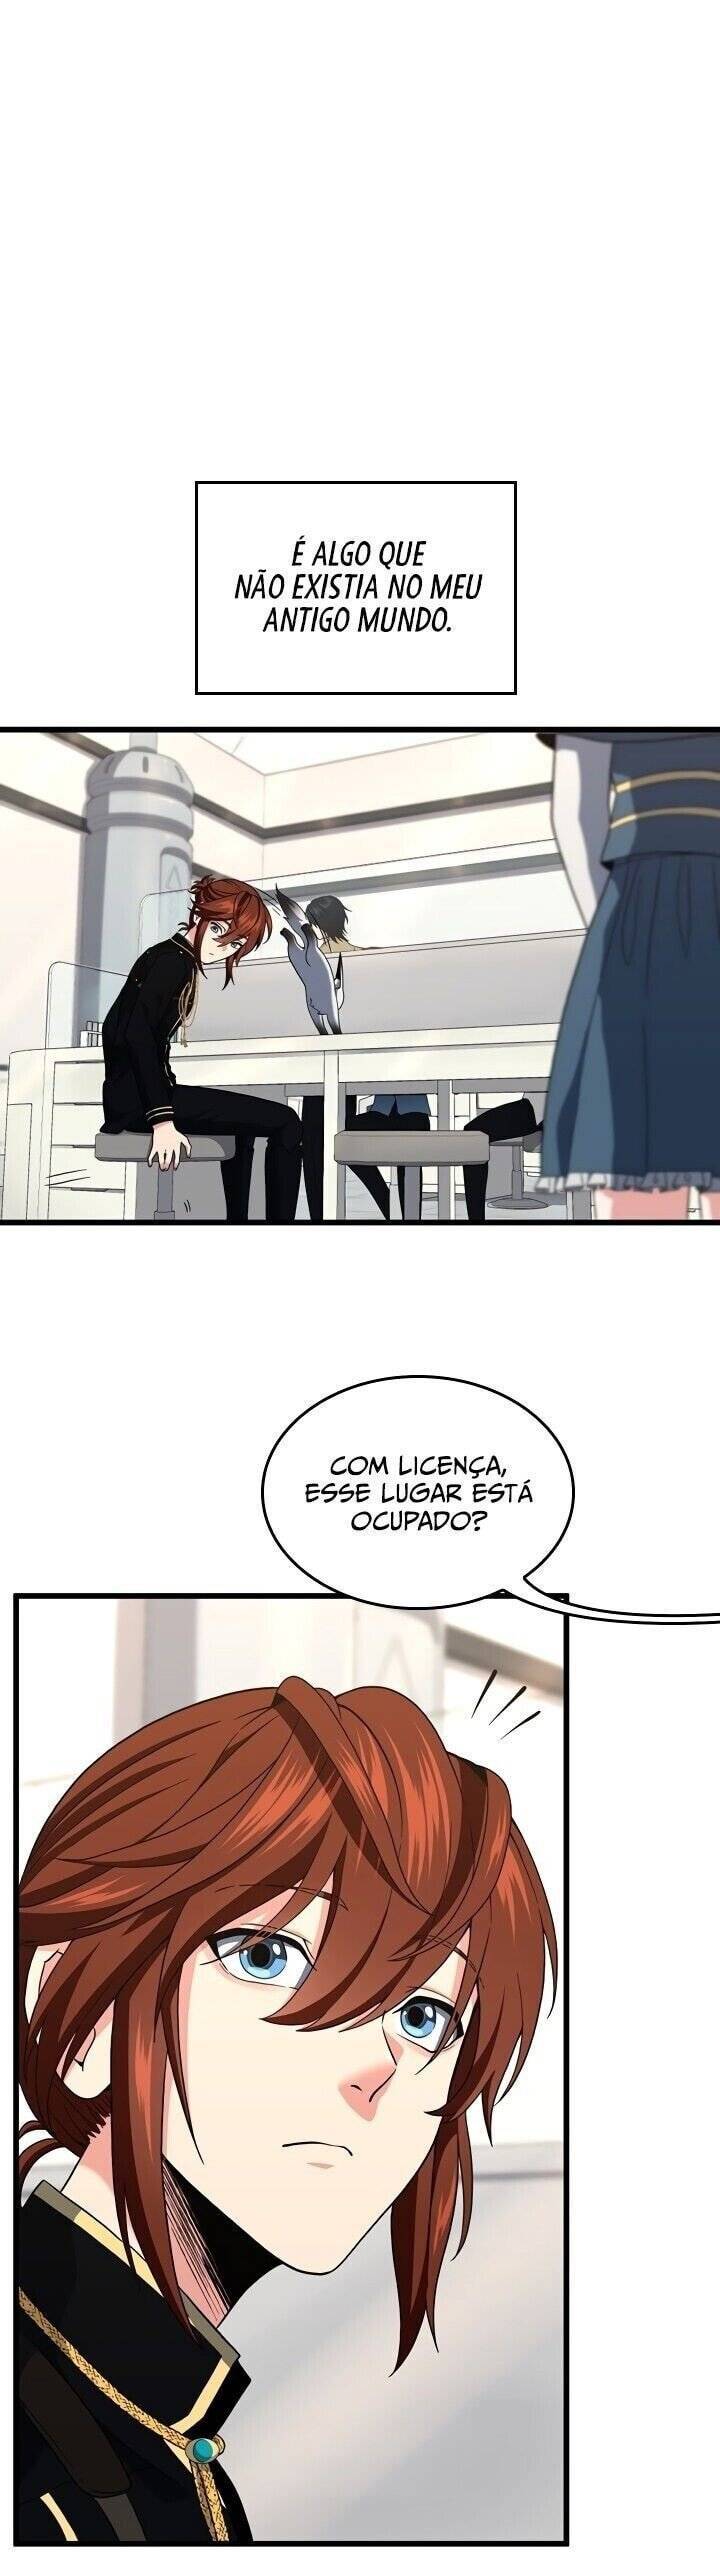 É ALGO QUE
NÃO EXISTIA NO MEU
ANTIGO MUNDO.
COM LICENÇA,
ESSE LUGAR ESTÁ
OCUPADO?